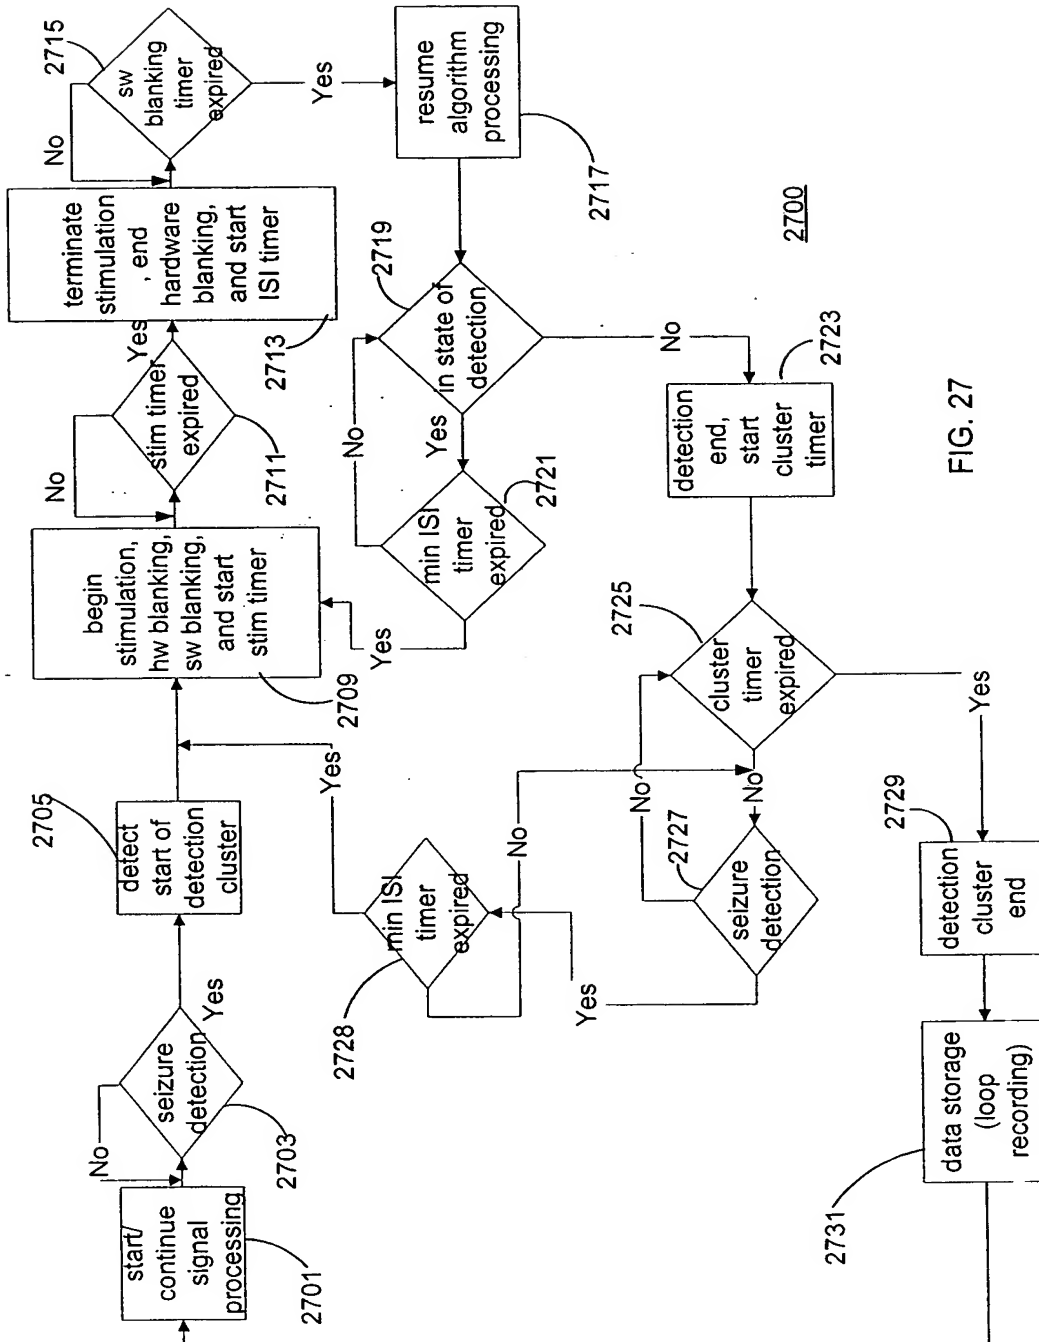 start/
continue
signal
processing
2701
No
seizure
detection
2703
Yes
detect
start of
detection
cluster
2705
begin
stimulation,
hw blanking,
sw blanking,
and start
stim timer
2709
No
stim timer
expired
2711
Yes
terminate
stimulation
, end
hardware
blanking,
and start
ISI timer
2713
No
sw
blanking
timer
expired
2715
Yes
resume
algorithm
processing
2717
in state of
detection
2719
Yes
No
min ISI
timer
expired
2721
Yes
No
detection
end,
start
cluster
timer
2723
cluster
timer
expired
2725
No
seizure
detection
2727
No
Yes
min ISI
timer
expired
2728
Yes
No
Yes
detection
cluster
end
2729
data storage
(loop
recording)
2731
2700
FIG. 27